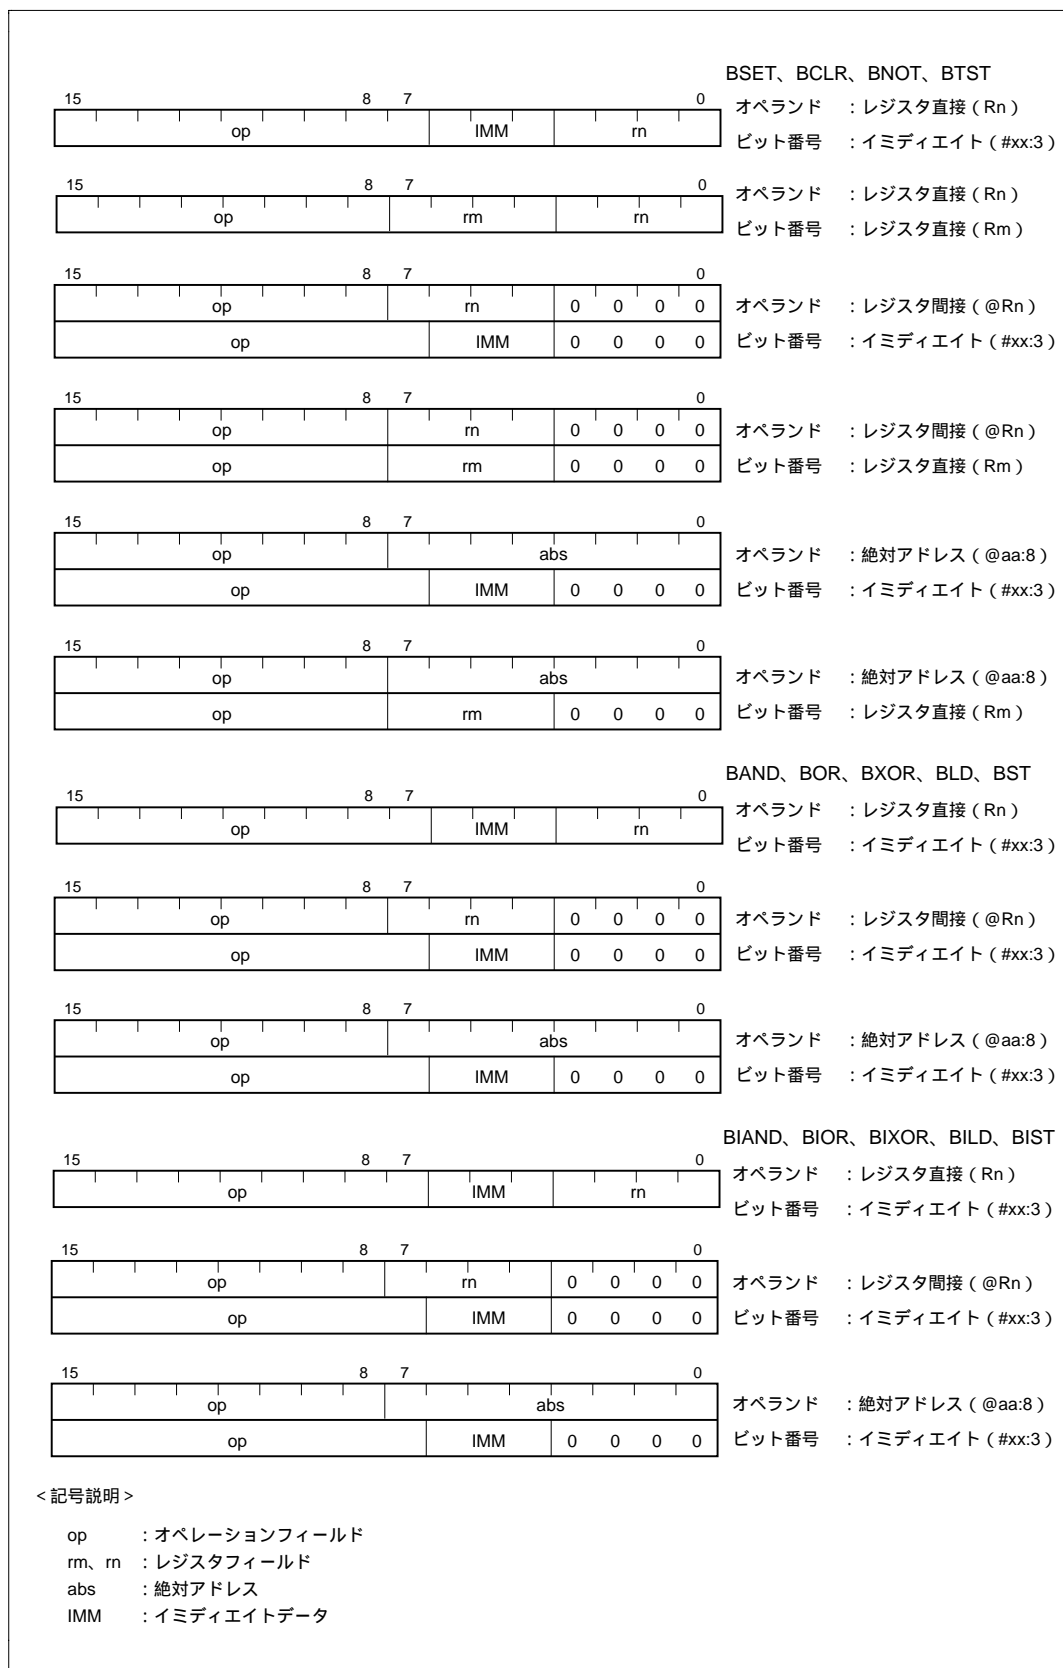 BSET、BCLR、BNOT、BTST
15 8 7 0
op IMM rn
オペランド ：レジスタ直接（Rn）
ビット番号 ：イミディエイト（#xx:3）
15 8 7 0
op rm rn
オペランド ：レジスタ直接（Rn）
ビット番号 ：レジスタ直接（Rm）
15 8 7 0
op rn 0 0 0 0
オペランド ：レジスタ間接（@Rn）
op IMM 0 0 0 0
ビット番号 ：イミディエイト（#xx:3）
15 8 7 0
op rn 0 0 0 0
オペランド ：レジスタ間接（@Rn）
op rm 0 0 0 0
ビット番号 ：レジスタ直接（Rm）
15 8 7 0
op abs
オペランド ：絶対アドレス（@aa:8）
op IMM 0 0 0 0
ビット番号 ：イミディエイト（#xx:3）
15 8 7 0
op abs
オペランド ：絶対アドレス（@aa:8）
op rm 0 0 0 0
ビット番号 ：レジスタ直接（Rm）
BAND、BOR、BXOR、BLD、BST
15 8 7 0
op IMM rn
オペランド ：レジスタ直接（Rn）
ビット番号 ：イミディエイト（#xx:3）
15 8 7 0
op rn 0 0 0 0
オペランド ：レジスタ間接（@Rn）
op IMM 0 0 0 0
ビット番号 ：イミディエイト（#xx:3）
15 8 7 0
op abs
オペランド ：絶対アドレス（@aa:8）
op IMM 0 0 0 0
ビット番号 ：イミディエイト（#xx:3）
BIAND、BIOR、BIXOR、BILD、BIST
15 8 7 0
op IMM rn
オペランド ：レジスタ直接（Rn）
ビット番号 ：イミディエイト（#xx:3）
15 8 7 0
op rn 0 0 0 0
オペランド ：レジスタ間接（@Rn）
op IMM 0 0 0 0
ビット番号 ：イミディエイト（#xx:3）
15 8 7 0
op abs
オペランド ：絶対アドレス（@aa:8）
op IMM 0 0 0 0
ビット番号 ：イミディエイト（#xx:3）
＜記号説明＞
op ：オペレーションフィールド
rm、rn ：レジスタフィールド
abs ：絶対アドレス
IMM ：イミディエイトデータ